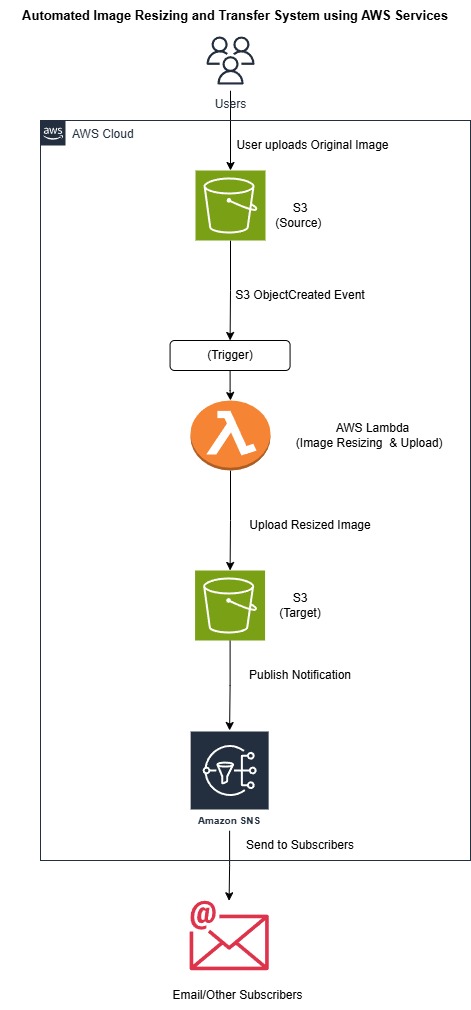 Automated Image Resizing and Transfer System using AWS Services
Users
aws
AWS Cloud
User uploads Original Image
S3
(Source)
S3 ObjectCreated Event
(Trigger)
AWS Lambda
(Image Resizing & Upload)
Upload Resized Image
S3
(Target)
Publish Notification
Amazon SNS
Send to Subscribers
@
Email/Other Subscribers